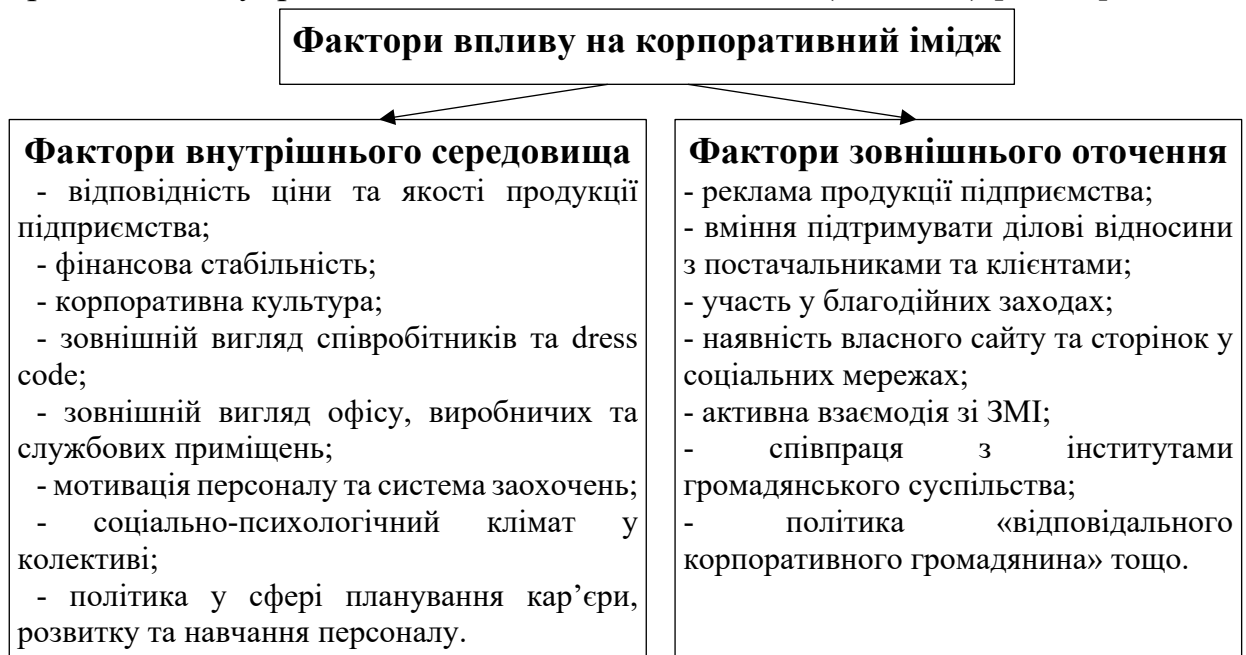 Фактори впливу на корпоративний імідж
Фактори внутрішнього середовища
- відповідність ціни та якості продукції
підприємства;
- фінансова стабільність;
- корпоративна культура;
- зовнішній вигляд співробітників та dress
code;
- зовнішній вигляд офісу, виробничих та
службових приміщень;
- мотивація персоналу та система заохочень;
- соціально-психологічний клімат у
колективі;
- політика у сфері планування кар’єри,
розвитку та навчання персоналу.
Фактори зовнішнього оточення
- реклама продукції підприємства;
- вміння підтримувати ділові відносини
з постачальниками та клієнтами;
- участь у благодійних заходах;
- наявність власного сайту та сторінок у
соціальних мережах;
- активна взаємодія зі ЗМІ;
- співпраця з інститутами
громадянського суспільства;
- політика «відповідального
корпоративного громадянина» тощо.